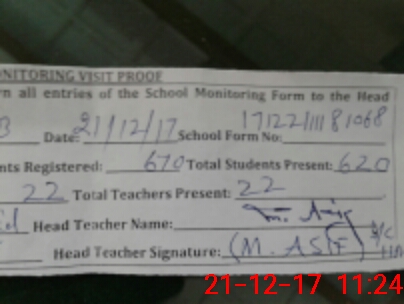 ONITORING VISIT PROOF
rn all entries of the School Monitoring Form to the Head
Date: 21/12/17 School Form No: 17122111181068
nts Registered: 670 Total Students Present: 620
22 Total Teachers Present: 22
Head Teacher Name:
Head Teacher Signature: (M. ASIF)
21-12-17 11:24